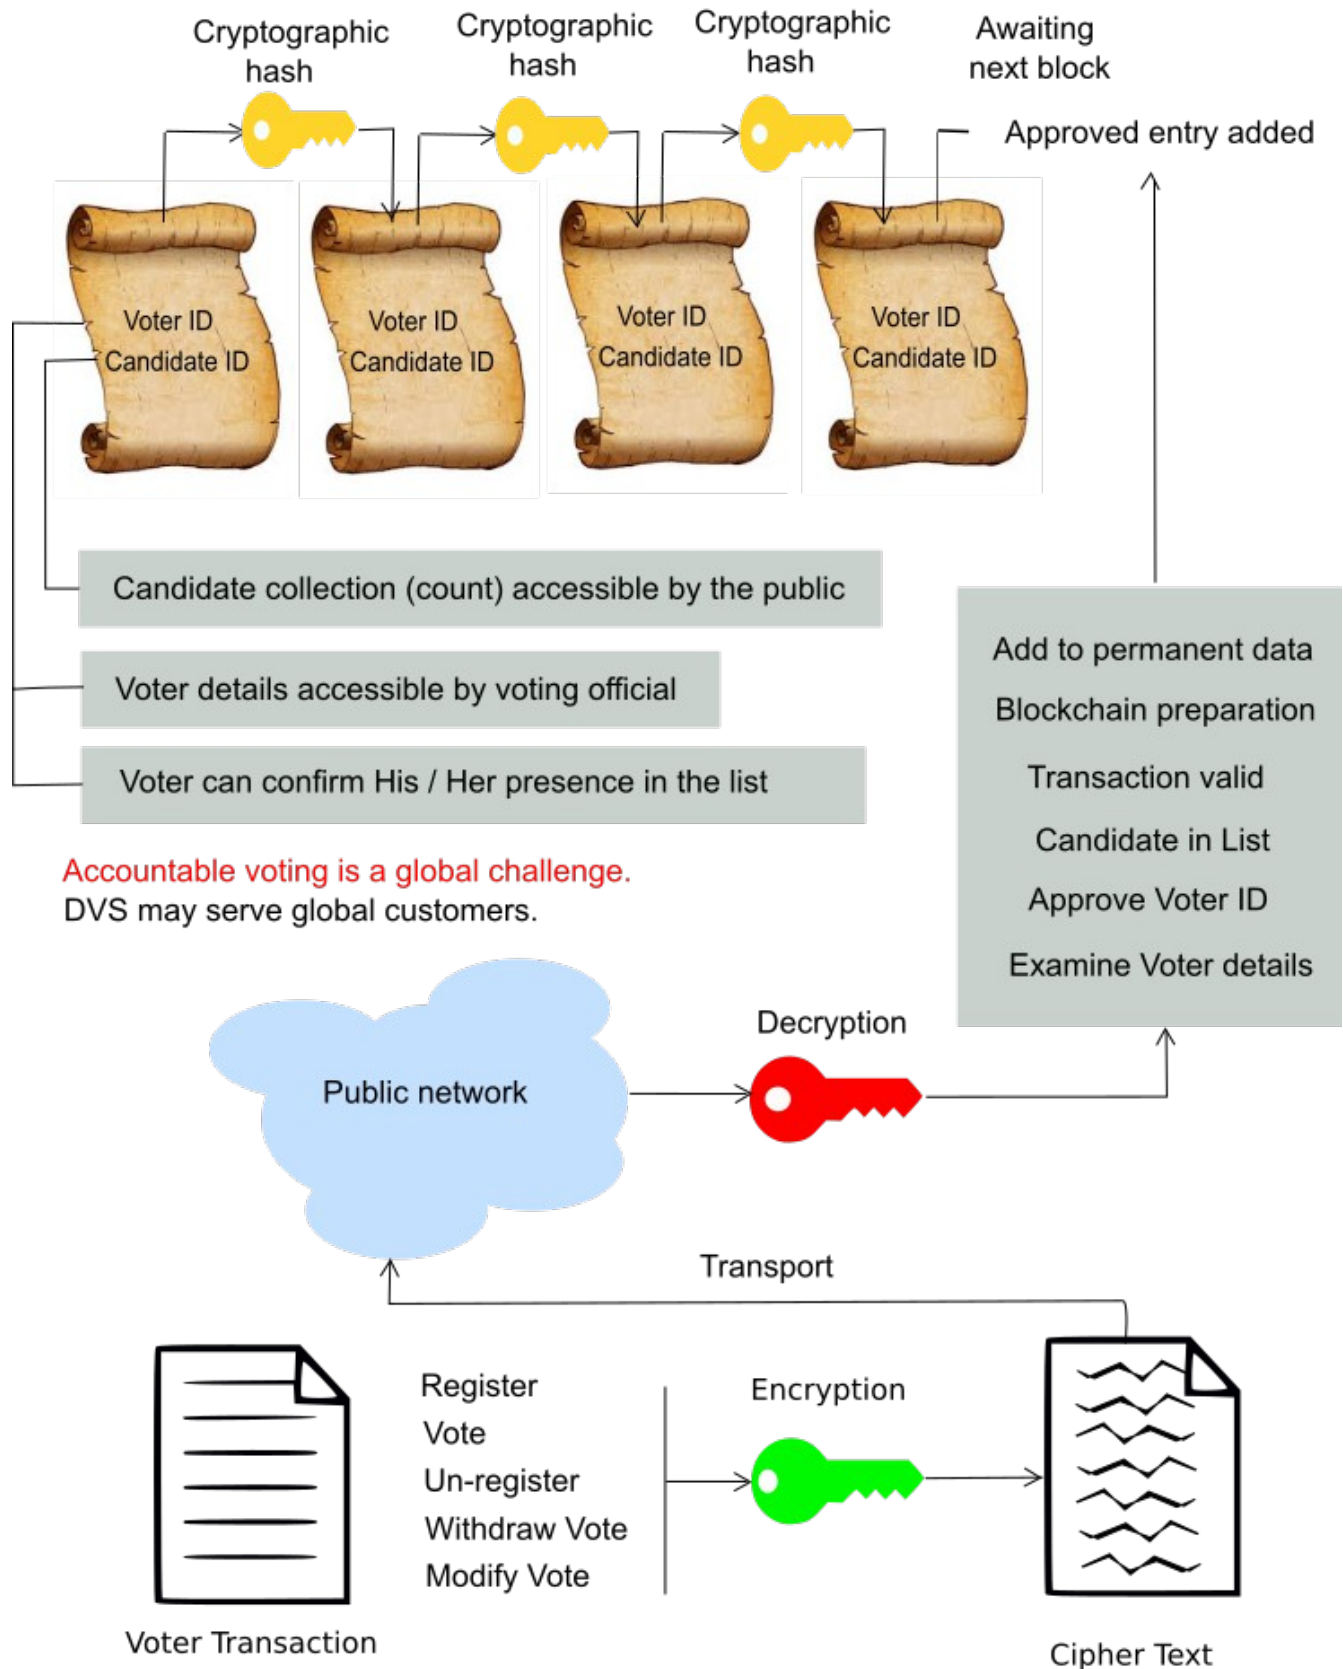 Cryptographic
hash
Cryptographic
hash
Cryptographic
hash
Awaiting
next block
Approved entry added
Voter ID
Candidate ID
Voter ID
Candidate ID
Voter ID
Candidate ID
Voter ID
Candidate ID
Candidate collection (count) accessible by the public
Voter details accessible by voting official
Voter can confirm His / Her presence in the list
Add to permanent data
Blockchain preparation
Transaction valid
Candidate in List
Approve Voter ID
Examine Voter details
Accountable voting is a global challenge.
DVS may serve global customers.
Public network
Decryption
Transport
Register
Vote
Un-register
Withdraw Vote
Modify Vote
Encryption
Voter Transaction
Cipher Text